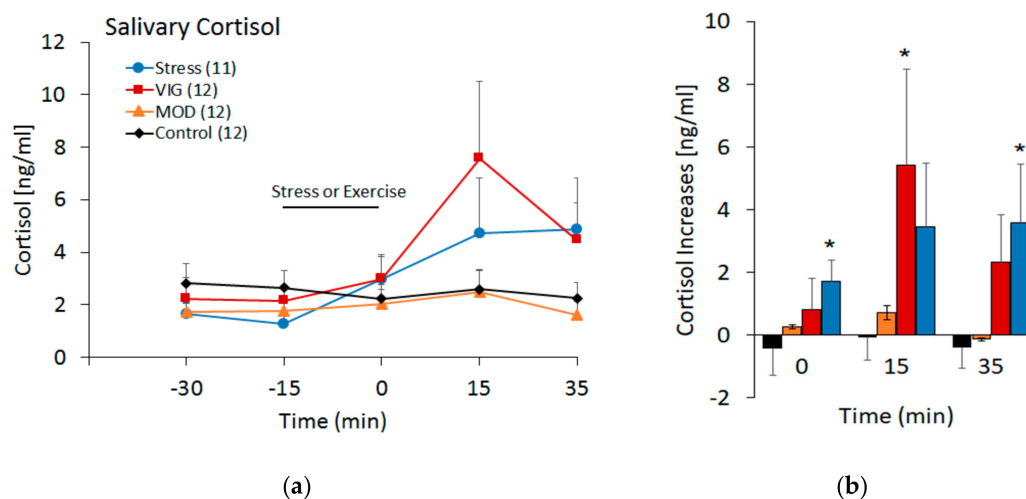 Salivary Cortisol
12
10
8
6
4
2
0
Cortisol [ng/ml]
Stress (11)
VIG (12)
MOD (12)
Control (12)
Stress or Exercise
-30
-15
0
15
35
Time (min)
(a)
10
8
6
4
2
0
-2
Cortisol Increases [ng/ml]
*
*
*
0
15
35
Time (min)
(b)